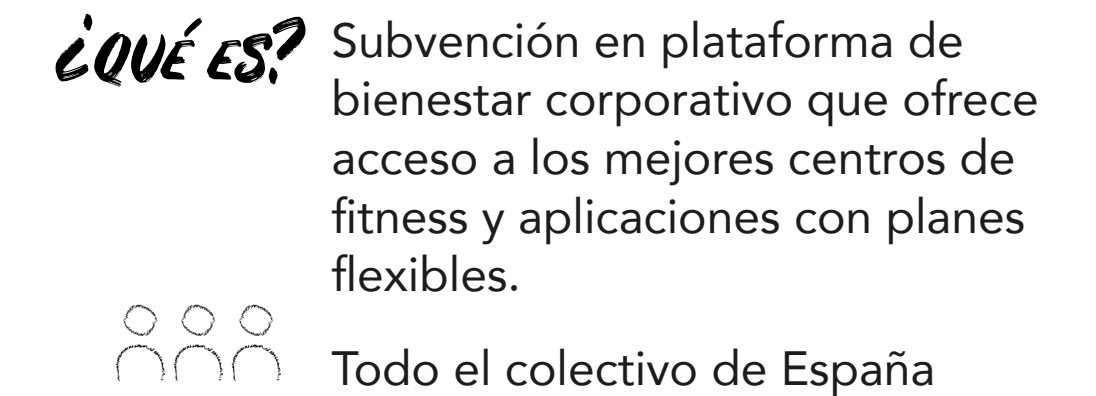 ¿QUÉ ES?
Subvención en plataforma de
bienestar corporativo que ofrece
acceso a los mejores centros de
fitness y aplicaciones con planes
flexibles.
Todo el colectivo de España